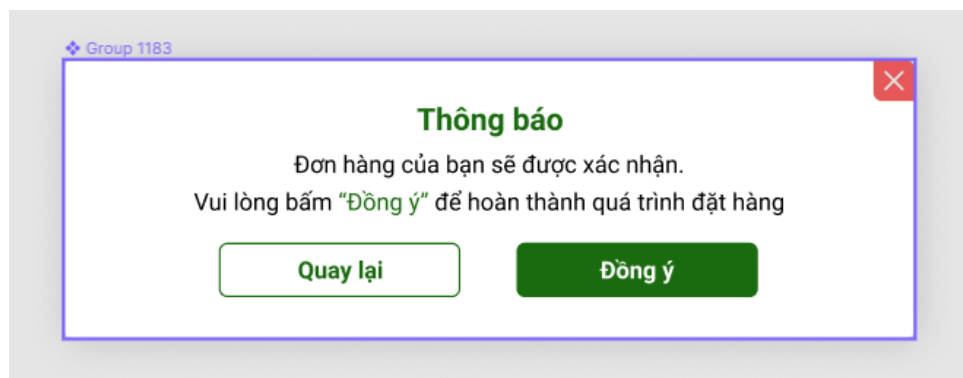 Group 1183
Thông báo
Đơn hàng của bạn sẽ được xác nhận.
Vui lòng bấm “Đồng ý” để hoàn thành quá trình đặt hàng
Quay lại
Đồng ý